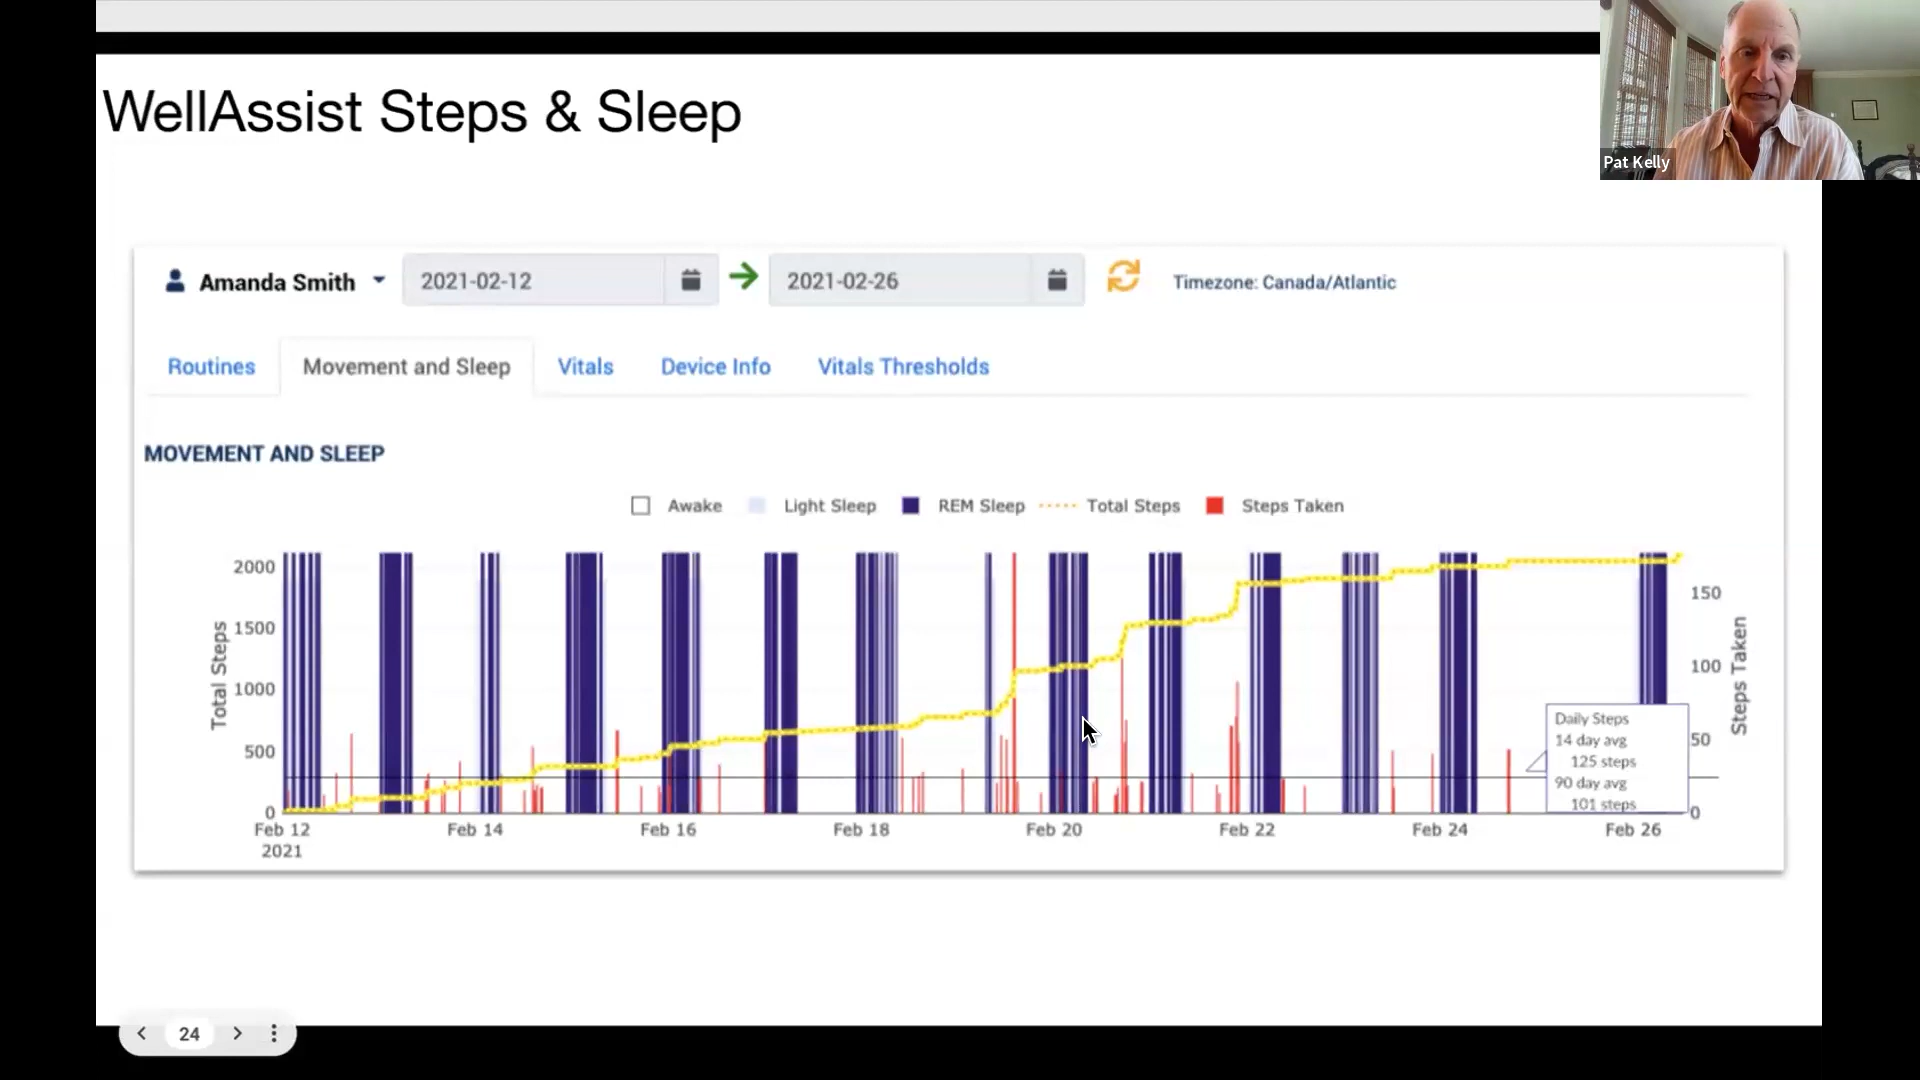 WellAssist Steps & Sleep
Pat Kelly
Amanda Smith 2021-02-12 2021-02-26 Timezone: Canada/Atlantic
Routines Movement and Sleep Vitals Device Info Vitals Thresholds
MOVEMENT AND SLEEP
Awake Light Sleep REM Sleep Total Steps Steps Taken
Total Steps
2000
1500
1000
500
0
150
100
50
0
Steps Taken
Daily Steps
14 day avg
125 steps
90 day avg
101 steps
Feb 12 Feb 14 Feb 16 Feb 18 Feb 20 Feb 22 Feb 24 Feb 26
2021
24